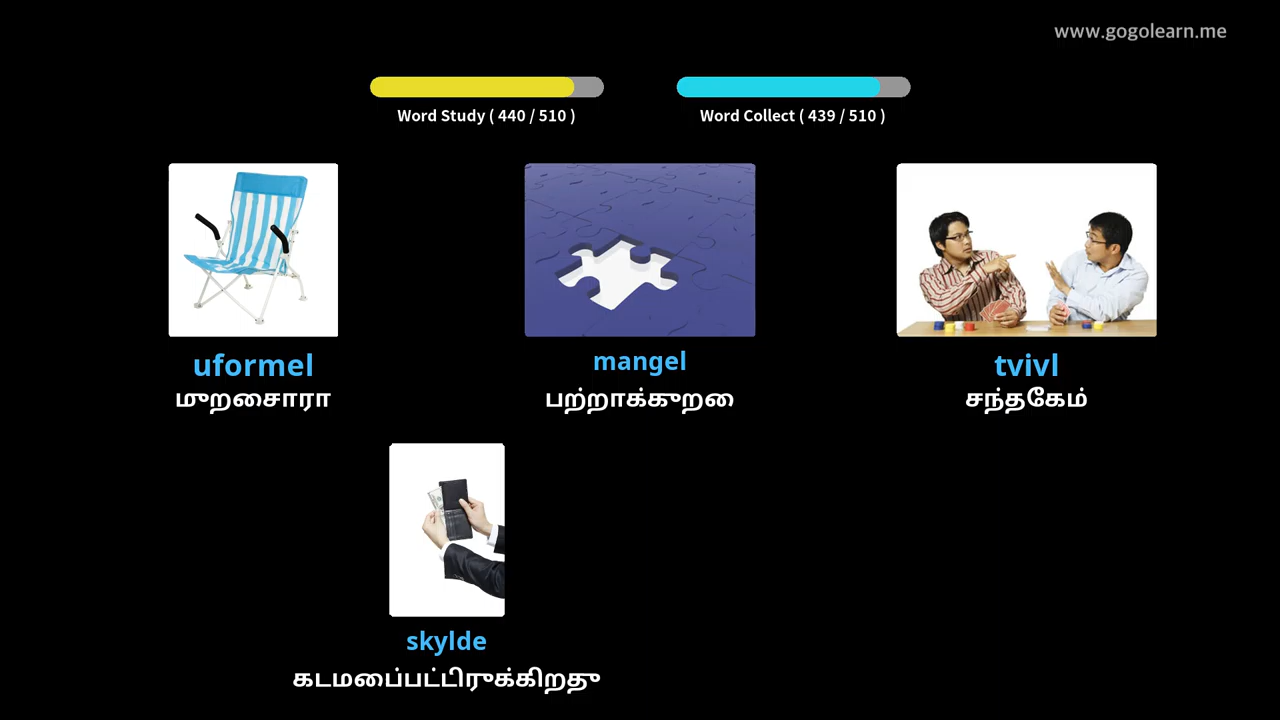 www.gogolearn.me
Word Study ( 440 / 510 )
Word Collect ( 439 / 510 )
uformel
முறைசாரா
mangel
பற்றாக்குறை
tvivl
சந்தேகம்
skylde
கடமைப்பட்டிருக்கிறது